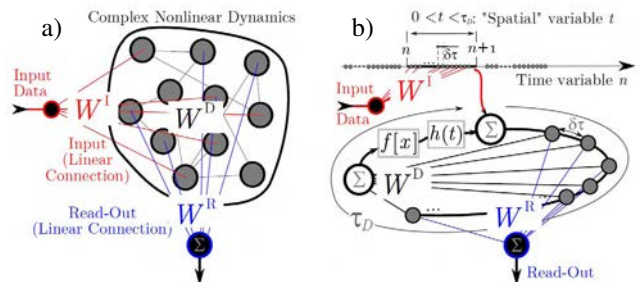 a)
Complex Nonlinear Dynamics
Input
Data
W^I
W^D
Input
(Linear
Connection)
Read-Out
(Linear Connection)
W^R
Σ
b)
0 < t < τ_D: "Spatial" variable t
n
δτ
n+1
Time variable n
Input
Data
W^I
f[x]
h(t)
Σ
δτ
Σ
W^D
τ_D
...
...
W^R
Σ
Read-Out